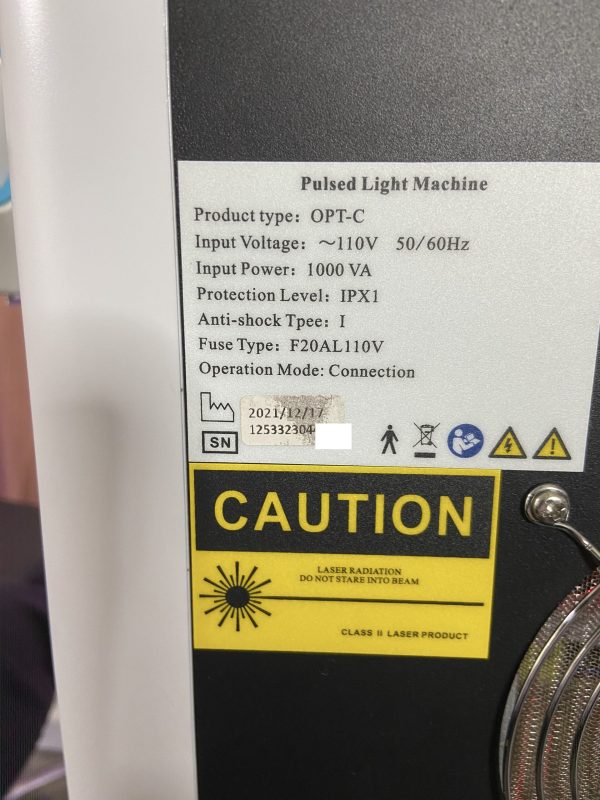 Pulsed Light Machine
Product type: OPT-C
Input Voltage: ~110V 50/60Hz
Input Power: 1000 VA
Protection Level: IPX1
Anti-shock Tpee: I
Fuse Type: F20AL110V
Operation Mode: Connection
2021/12/17
SN 125332304
CAUTION
LASER RADIATION
DO NOT STARE INTO BEAM
CLASS II LASER PRODUCT